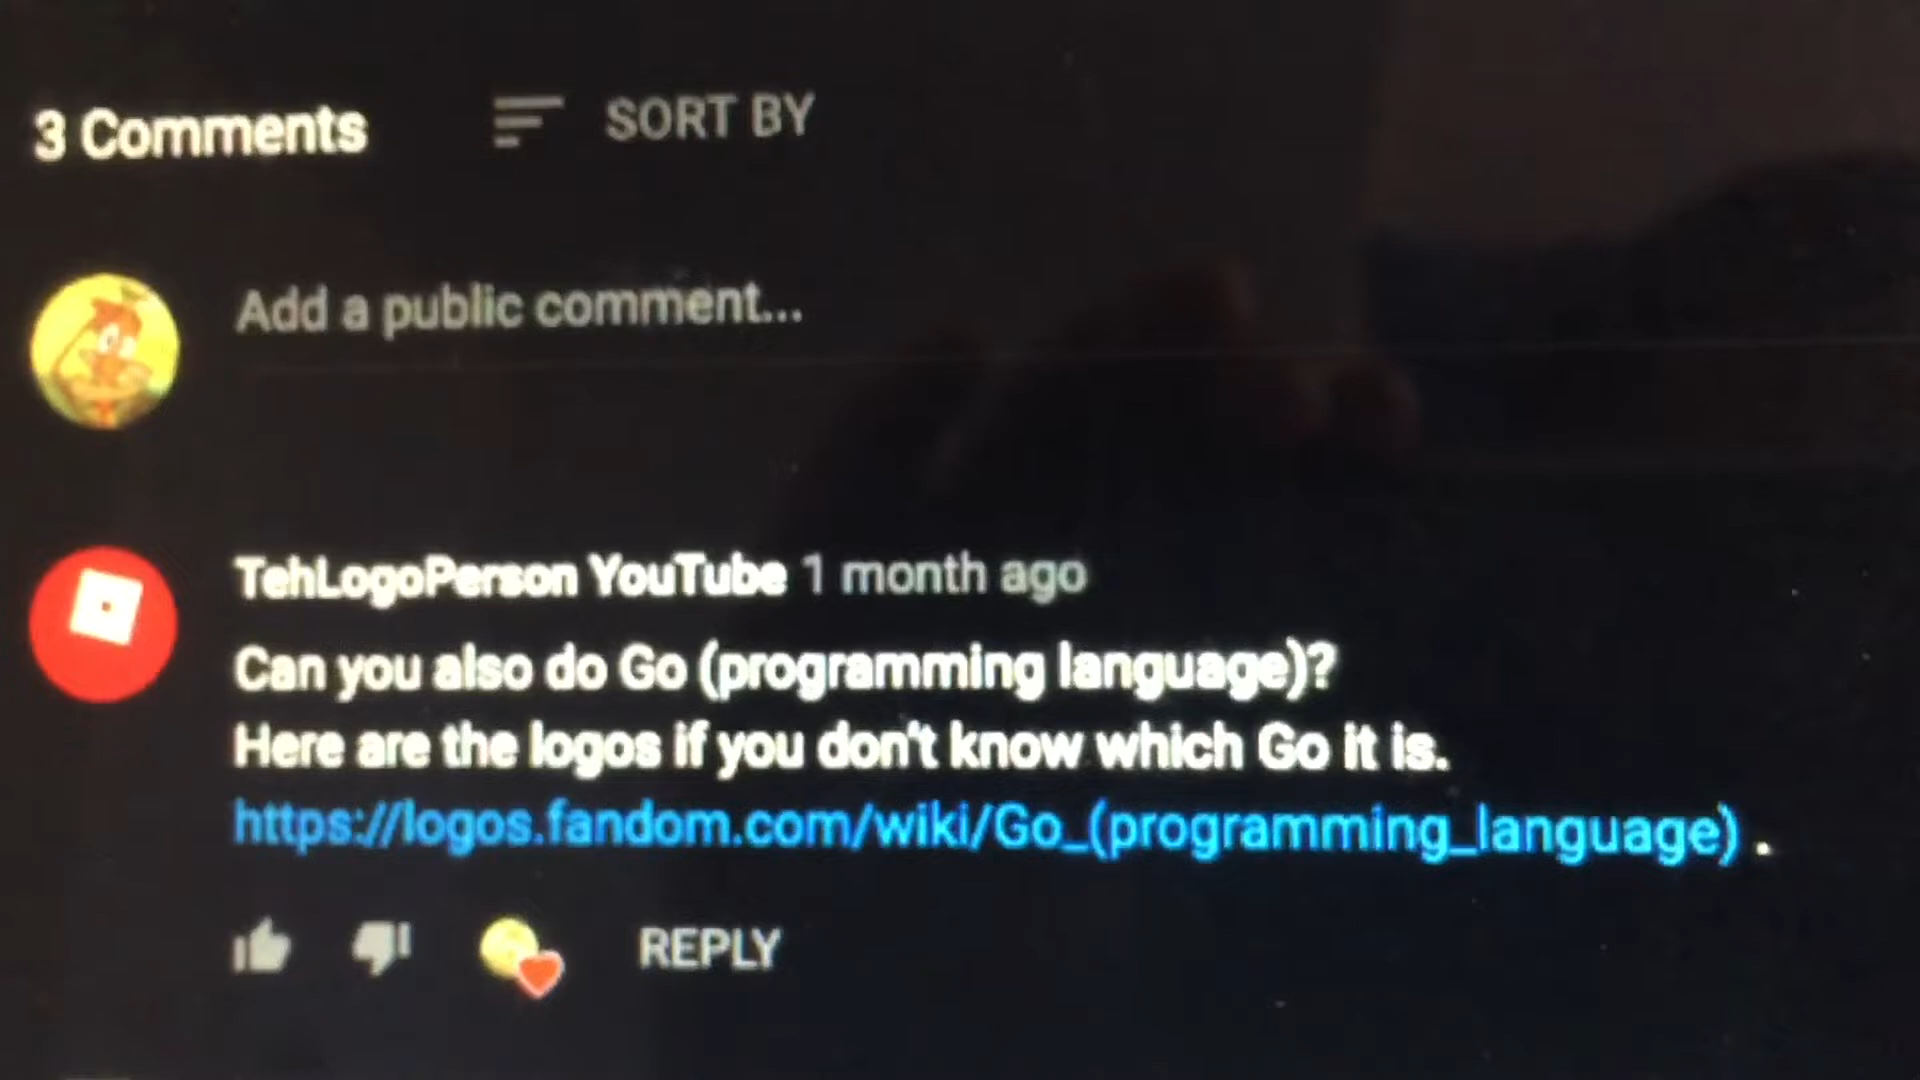 3 Comments
SORT BY
Add a public comment...
TehLogoPerson YouTube 1 month ago
Can you also do Go (programming language)?
Here are the logos if you don't know which Go it is.
https://logos.fandom.com/wiki/Go_(programming_language) .
REPLY